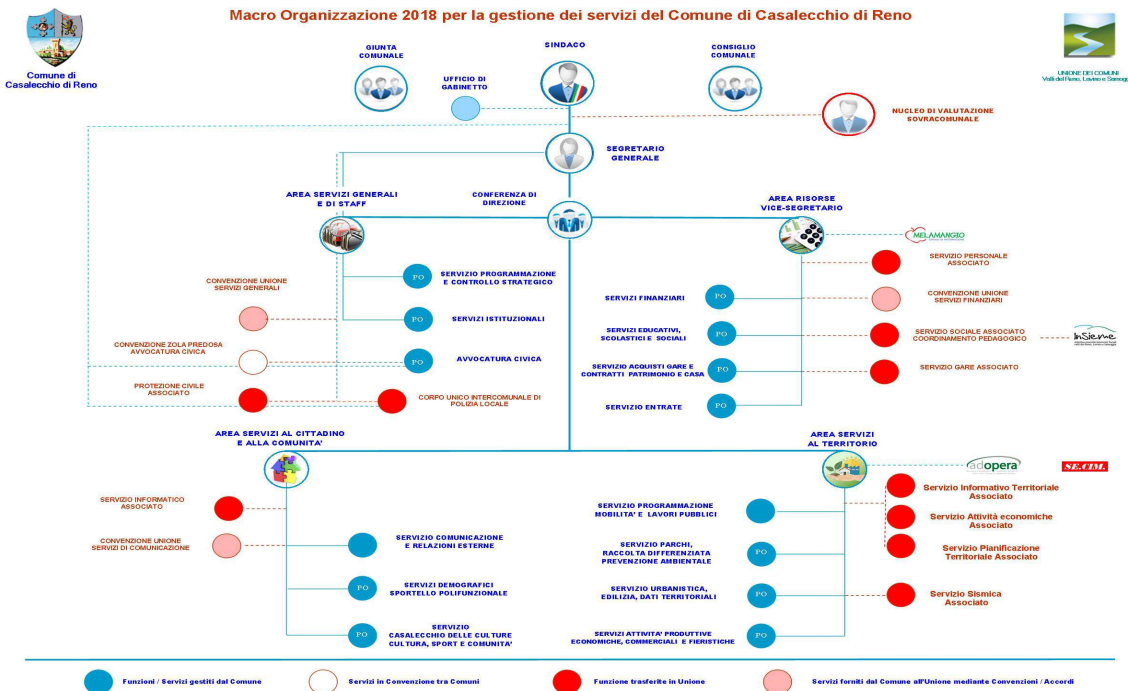 Macro Organizzazione 2018 per la gestione dei servizi del Comune di Casalecchio di Reno
Comune di
Casalecchio di Reno
GIUNTA
COMUNALE
SINDACO
CONSIGLIO
COMUNALE
UFFICIO DI
GABINETTO
UNIONE DEI COMUNI
Valli del Reno, Lavino e Samoggia
NUCLEO DI VALUTAZIONE
SOVRACOMUNALE
SEGRETARIO
GENERALE
AREA SERVIZI GENERALI
E DI STAFF
CONFERENZA DI
DIREZIONE
AREA RISORSE
VICE-SEGRETARIO
MELAMANGIO
CONVENZIONE UNIONE
SERVIZI GENERALI
PO
SERVIZIO PROGRAMMAZIONE
E CONTROLLO STRATEGICO
PO
SERVIZI ISTITUZIONALI
CONVENZIONE ZOLA PREDOSA
AVVOCATURA CIVICA
PO
AVVOCATURA CIVICA
PROTEZIONE CIVILE
ASSOCIATO
CORPO UNICO INTERCOMUNALE DI
POLIZIA LOCALE
SERVIZI FINANZIARI
PO
SERVIZI EDUCATIVI,
SCOLASTICI E SOCIALI
PO
SERVIZIO ACQUISTI GARE E
CONTRATTI PATRIMONIO E CASA
PO
SERVIZIO ENTRATE
PO
SERVIZIO PERSONALE
ASSOCIATO
CONVENZIONE UNIONE
SERVIZI FINANZIARI
SERVIZIO SOCIALE ASSOCIATO
COORDINAMENTO PEDAGOGICO
InSieme
SERVIZIO GARE ASSOCIATO
AREA SERVIZI AL CITTADINO
E ALLA COMUNITA'
SERVIZIO INFORMATICO
ASSOCIATO
CONVENZIONE UNIONE
SERVIZI DI COMUNICAZIONE
SERVIZIO COMUNICAZIONE
E RELAZIONI ESTERNE
PO
SERVIZI DEMOGRAFICI
SPORTELLO POLIFUNZIONALE
PO
SERVIZIO
CASALECCHIO DELLE CULTURE
CULTURA, SPORT E COMUNITA'
AREA SERVIZI
AL TERRITORIO
adopera
SE.CIM.
SERVIZIO PROGRAMMAZIONE
MOBILITA' E LAVORI PUBBLICI
SERVIZIO PARCHI,
RACCOLTA DIFFERENZIATA
PREVENZIONE AMBIENTALE
PO
SERVIZIO URBANISTICA,
EDILIZIA, DATI TERRITORIALI
PO
SERVIZI ATTIVITA' PRODUTTIVE
ECONOMICHE, COMMERCIALI E FIERISTICHE
PO
Servizio Informativo Territoriale
Associato
Servizio Attività economiche
Associato
Servizio Pianificazione
Territoriale Associato
Servizio Sismica
Associato
Funzioni / Servizi gestiti dal Comune
Servizi in Convenzione tra Comuni
Funzione trasferite in Unione
Servizi forniti dal Comune all'Unione mediante Convenzioni / Accordi